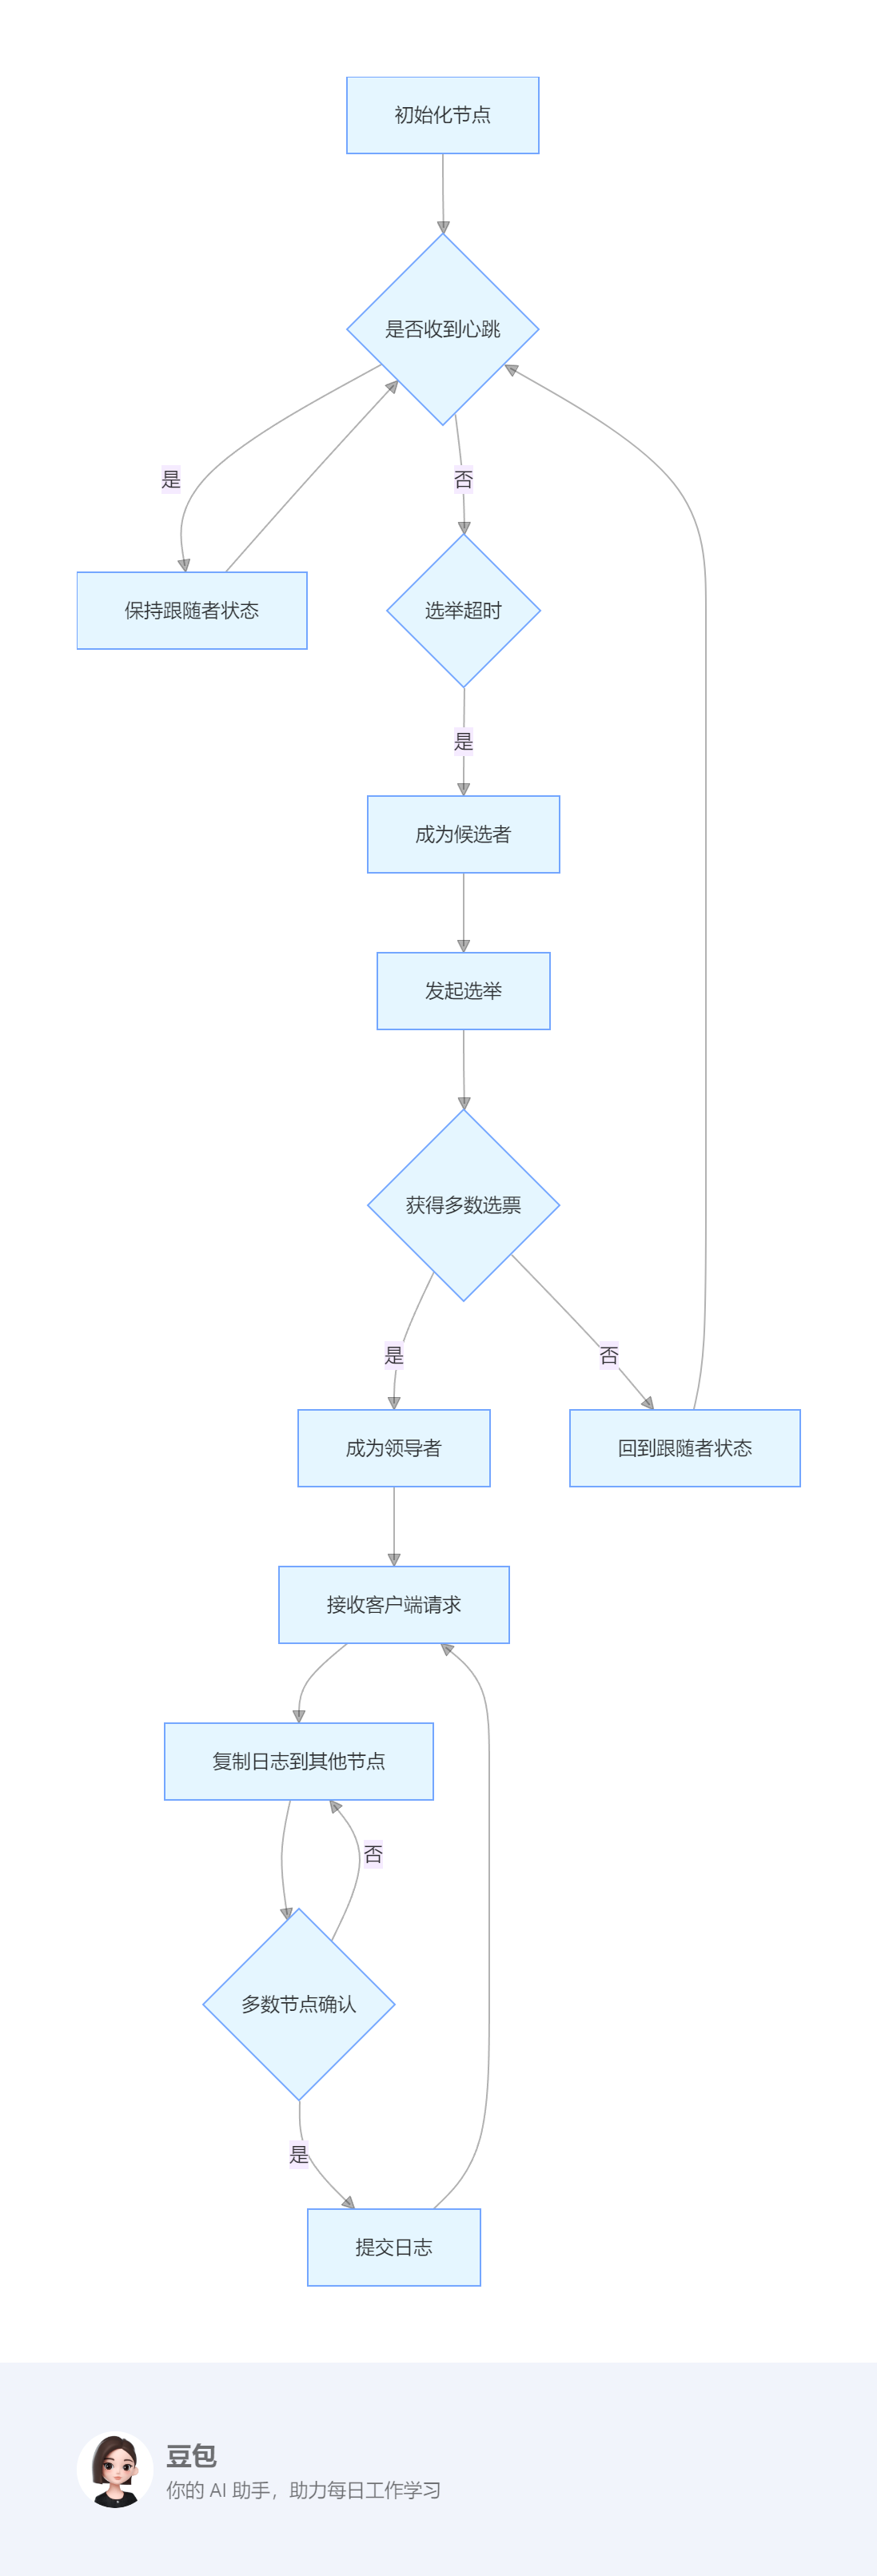 初始化节点
是否收到心跳
是
否
保持跟随者状态
选举超时
是
成为候选者
发起选举
获得多数选票
是
否
成为领导者
回到跟随者状态
接收客户端请求
复制日志到其他节点
否
多数节点确认
是
提交日志
豆包
你的 AI 助手，助力每日工作学习